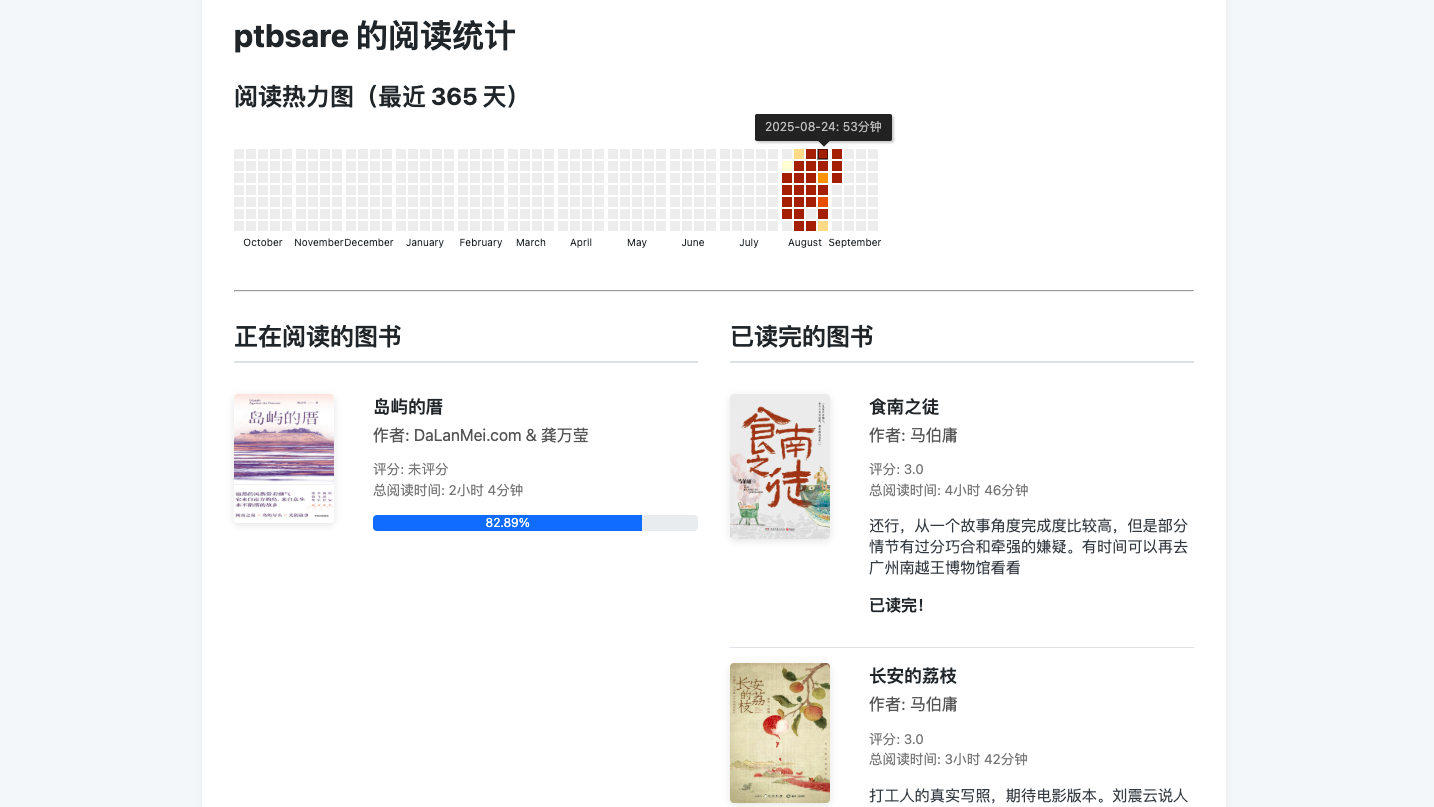 ptbsare 的阅读统计
阅读热力图（最近 365 天）
2025-08-24: 53分钟
October November December January February March April May June July August September
正在阅读的图书
岛屿的厝
岛屿的厝
作者: DaLanMei.com & 龚万莹
评分: 未评分
总阅读时间: 2小时 4分钟
82.89%
已读完的图书
食南之徒
食南之徒
作者: 马伯庸
评分: 3.0
总阅读时间: 4小时 46分钟
还行，从一个故事角度完成度比较高，但是部分
情节有过分巧合和牵强的嫌疑。有时间可以再去
广州南越王博物馆看看
已读完！
长安的荔枝
长安的荔枝
作者: 马伯庸
评分: 3.0
总阅读时间: 3小时 42分钟
打工人的真实写照，期待电影版本。刘震云说人